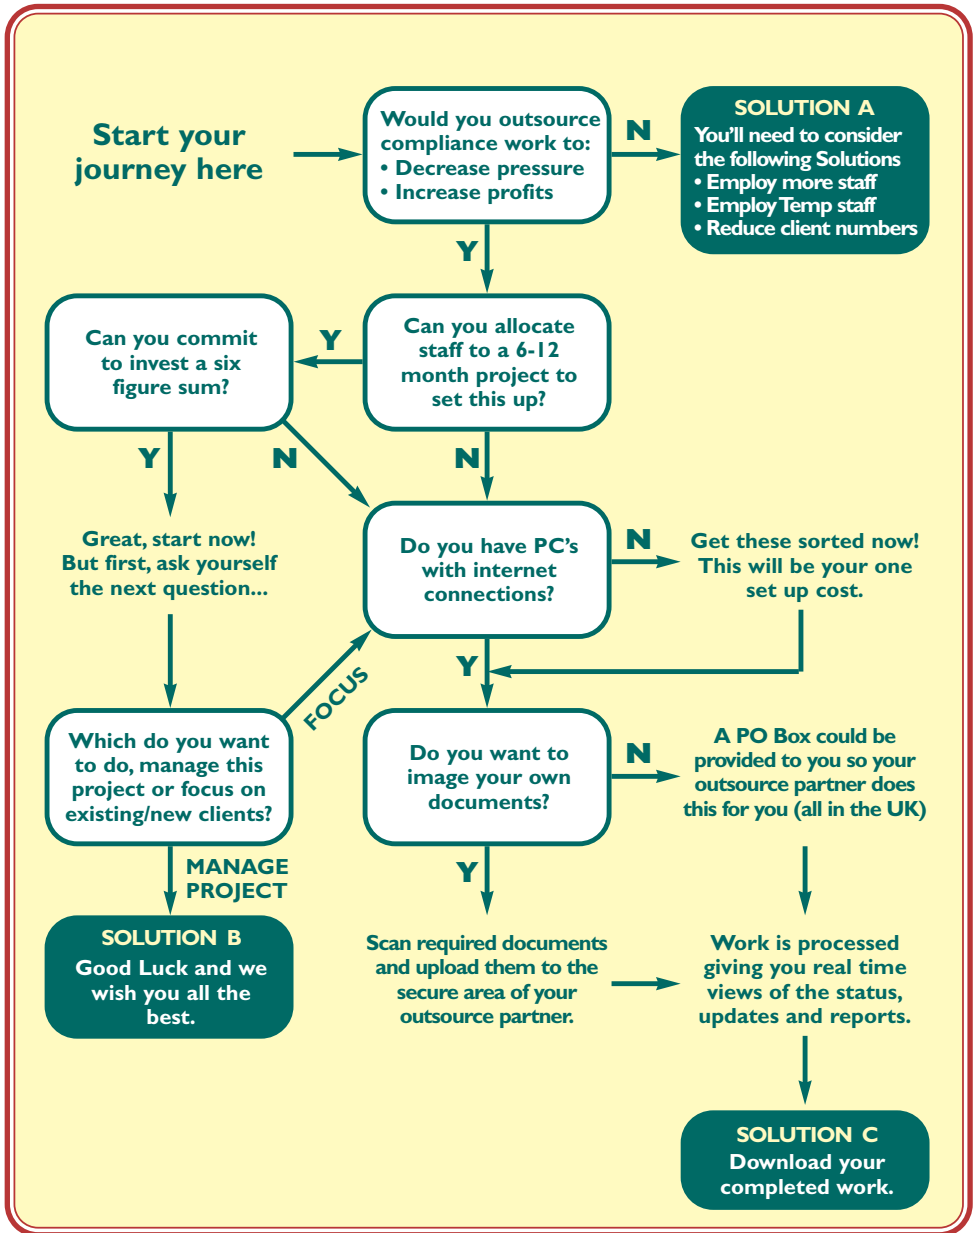 Start your
journey here
Would you outsource
compliance work to:
• Decrease pressure
• Increase profits
N
SOLUTION A
You'll need to consider
the following Solutions
• Employ more staff
• Employ Temp staff
• Reduce client numbers
Y
Can you commit
to invest a six
figure sum?
Y
Can you allocate
staff to a 6-12
month project to
set this up?
Y
N
N
Great, start now!
But first, ask yourself
the next question...
Do you have PC's
with internet
connections?
N
Get these sorted now!
This will be your one
set up cost.
FOCUS
Y
Which do you want
to do, manage this
project or focus on
existing/new clients?
Do you want to
image your own
documents?
N
A PO Box could be
provided to you so your
outsource partner does
this for you (all in the UK)
MANAGE
PROJECT
Y
SOLUTION B
Good Luck and we
wish you all the
best.
Scan required documents
and upload them to the
secure area of your
outsource partner.
Work is processed
giving you real time
views of the status,
updates and reports.
SOLUTION C
Download your
completed work.